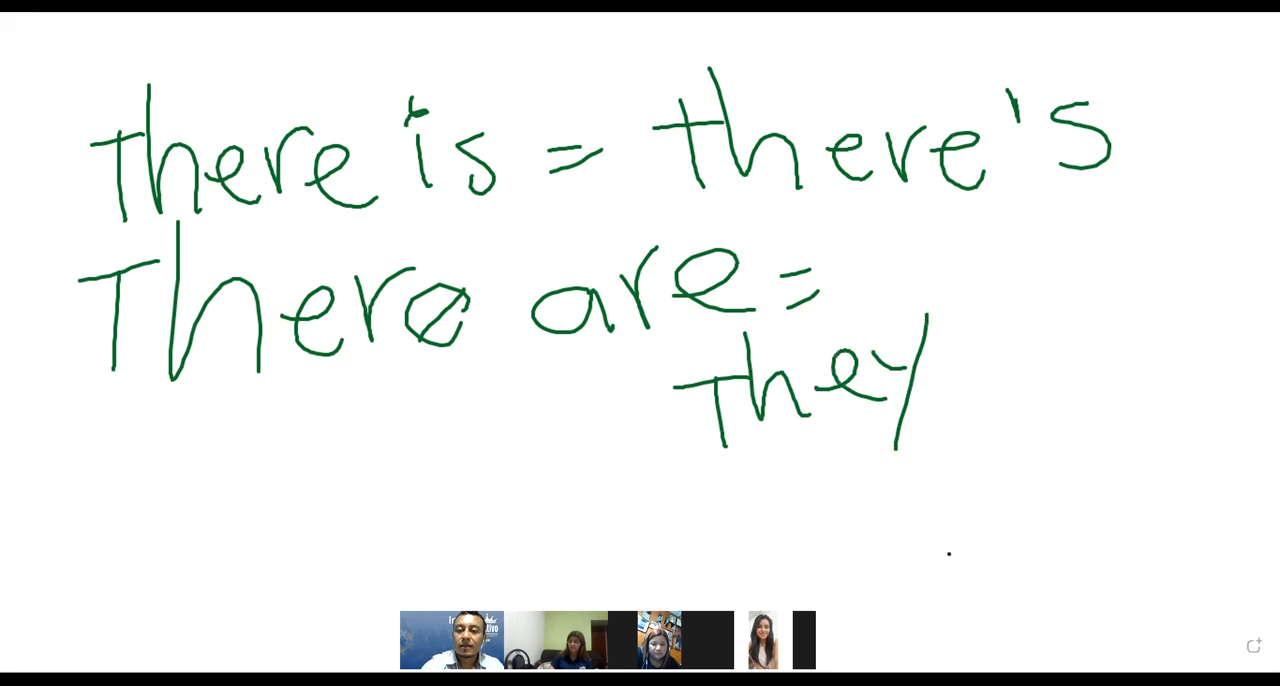 There is = there's
There are =
They